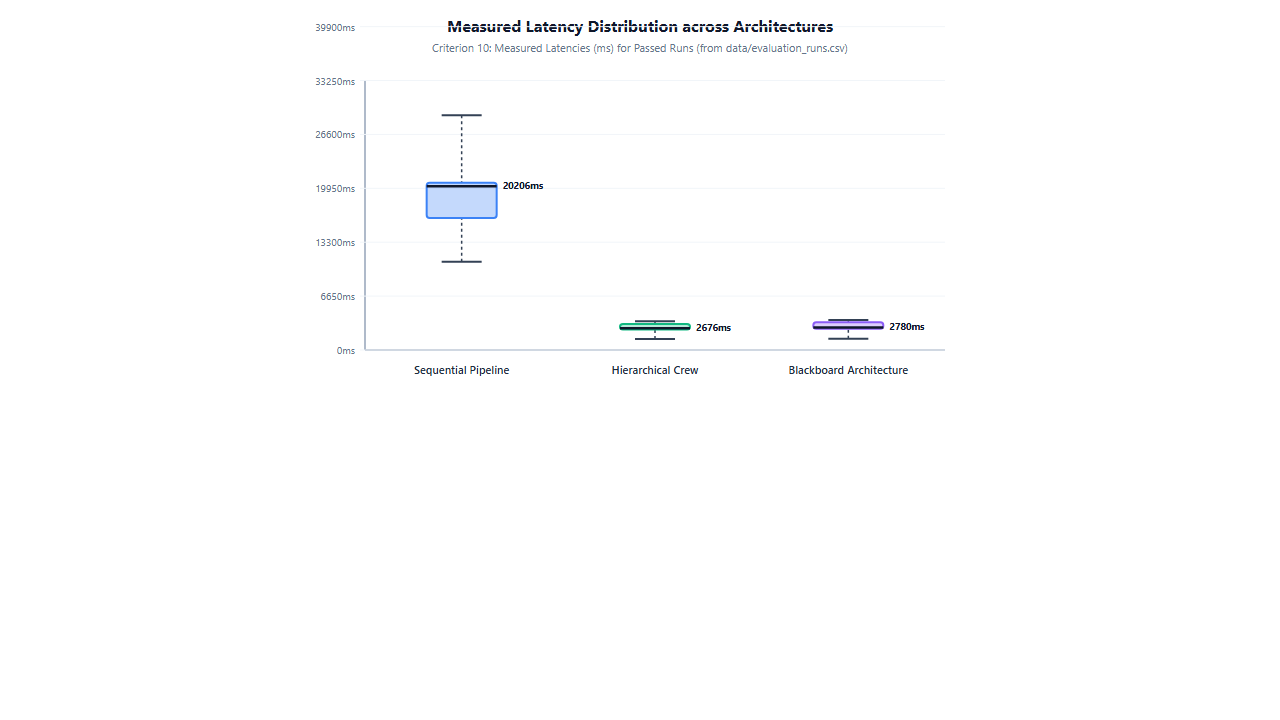 Measured Latency Distribution across Architectures
Criterion 10: Measured Latencies (ms) for Passed Runs (from data/evaluation_runs.csv)
39900ms
33250ms
26600ms
19950ms
13300ms
6650ms
0ms
20206ms
2676ms
2780ms
Sequential Pipeline
Hierarchical Crew
Blackboard Architecture